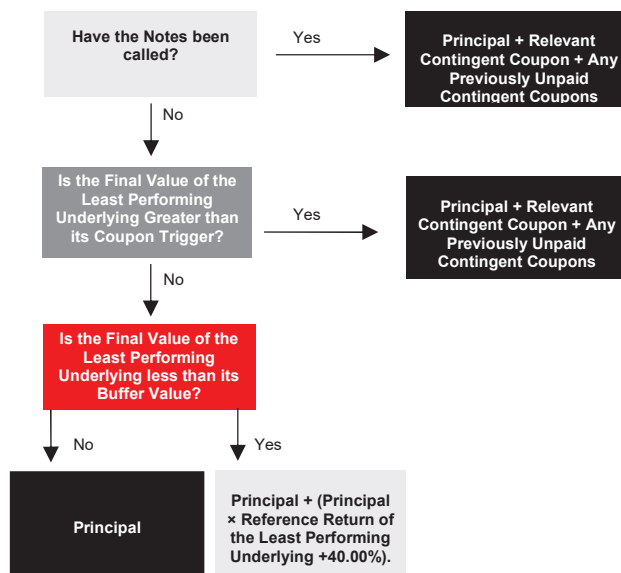 Have the Notes been
called?
Yes
Principal + Relevant
Contingent Coupon + Any
Previously Unpaid
Contingent Coupons
No
Is the Final Value of the
Least Performing
Underlying Greater than
its Coupon Trigger?
Yes
Principal + Relevant
Contingent Coupon + Any
Previously Unpaid
Contingent Coupons
No
Is the Final Value of the
Least Performing
Underlying less than its
Buffer Value?
No
Yes
Principal
Principal + (Principal
× Reference Return of
the Least Performing
Underlying +40.00%).